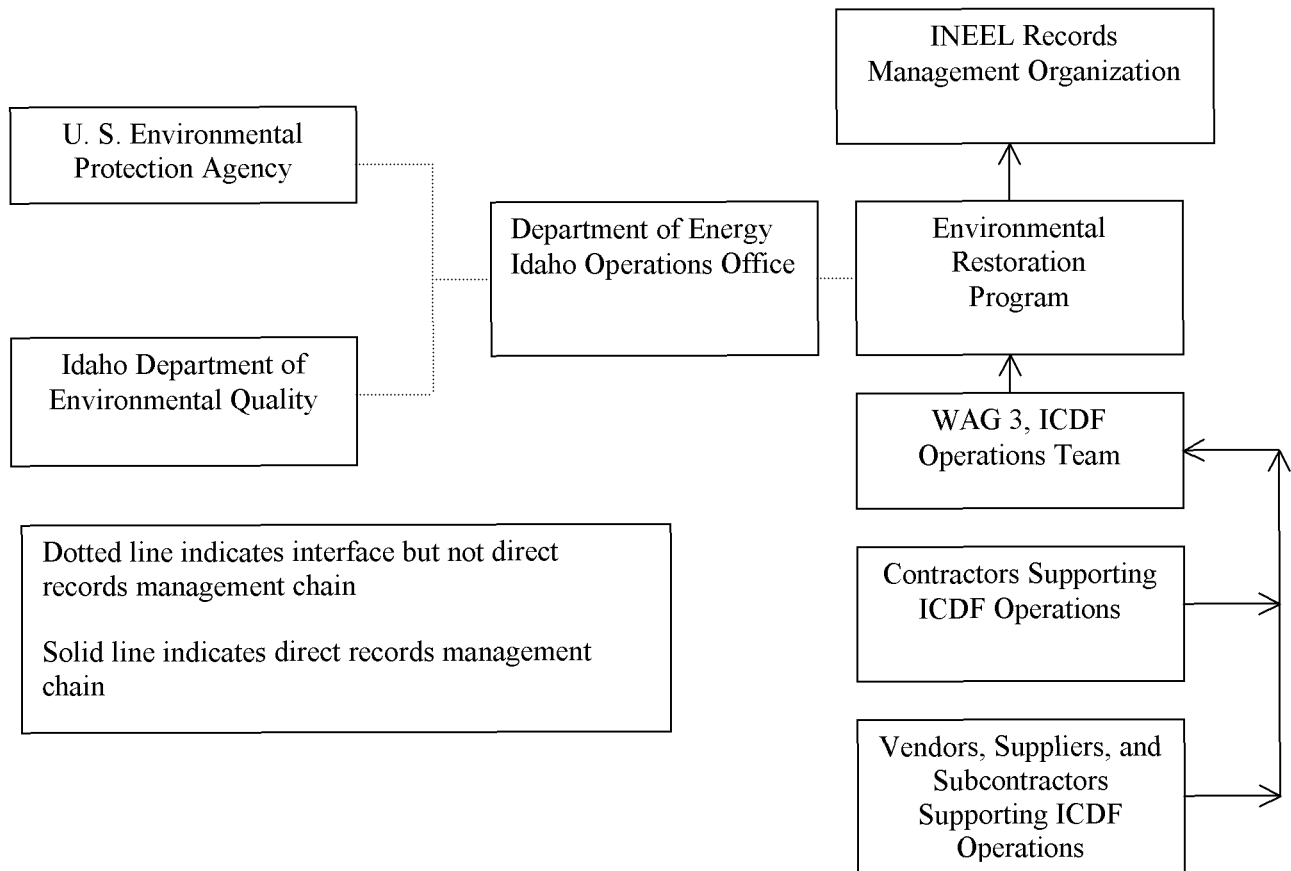 INEEL Records
Management Organization
U. S. Environmental
Protection Agency
Department of Energy
Idaho Operations Office
Environmental
Restoration
Program
Idaho Department of
Environmental Quality
WAG 3, ICDF
Operations Team
Dotted line indicates interface but not direct
records management chain
Solid line indicates direct records management
chain
Contractors Supporting
ICDF Operations
Vendors, Suppliers, and
Subcontractors
Supporting ICDF
Operations